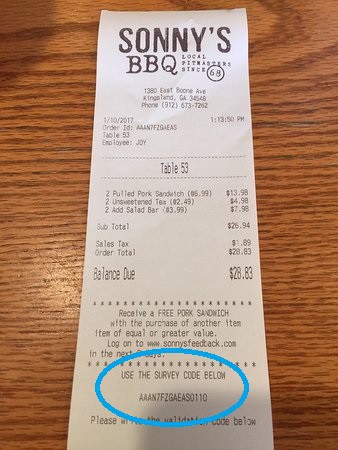 SONNY'S
BBQ LOCAL
PITMASTERS
SINCE 68
1380 East Boone Ave
Kingsland, GA 34548
Phone (912) 673-7262
1/10/2017 1:13:50 PM
Order Id: AAAN7FZGAEAS
Table 53
Employee: JOY
Table 53
2 Pulled Pork Sandwich (@6.99) $13.98
2 Unsweetened Tea (@2.49) $4.98
2 Add Salad Bar (@3.99) $7.98
Sub Total $26.94
Sales Tax $1.89
Order Total $28.83
Balance Due $28.83
* * * * * * * * * * * * * * * * * * * *
Receive a FREE PORK SANDWICH
with the purchase of another item
item of equal or greater value.
Log on to www.sonnysfeedback.com
in the next days.
* * * * * * * * * * * * * * * * * * * *
USE THE SURVEY CODE BELOW
AAAN7FZGAEAS0110
Please write the validation code below